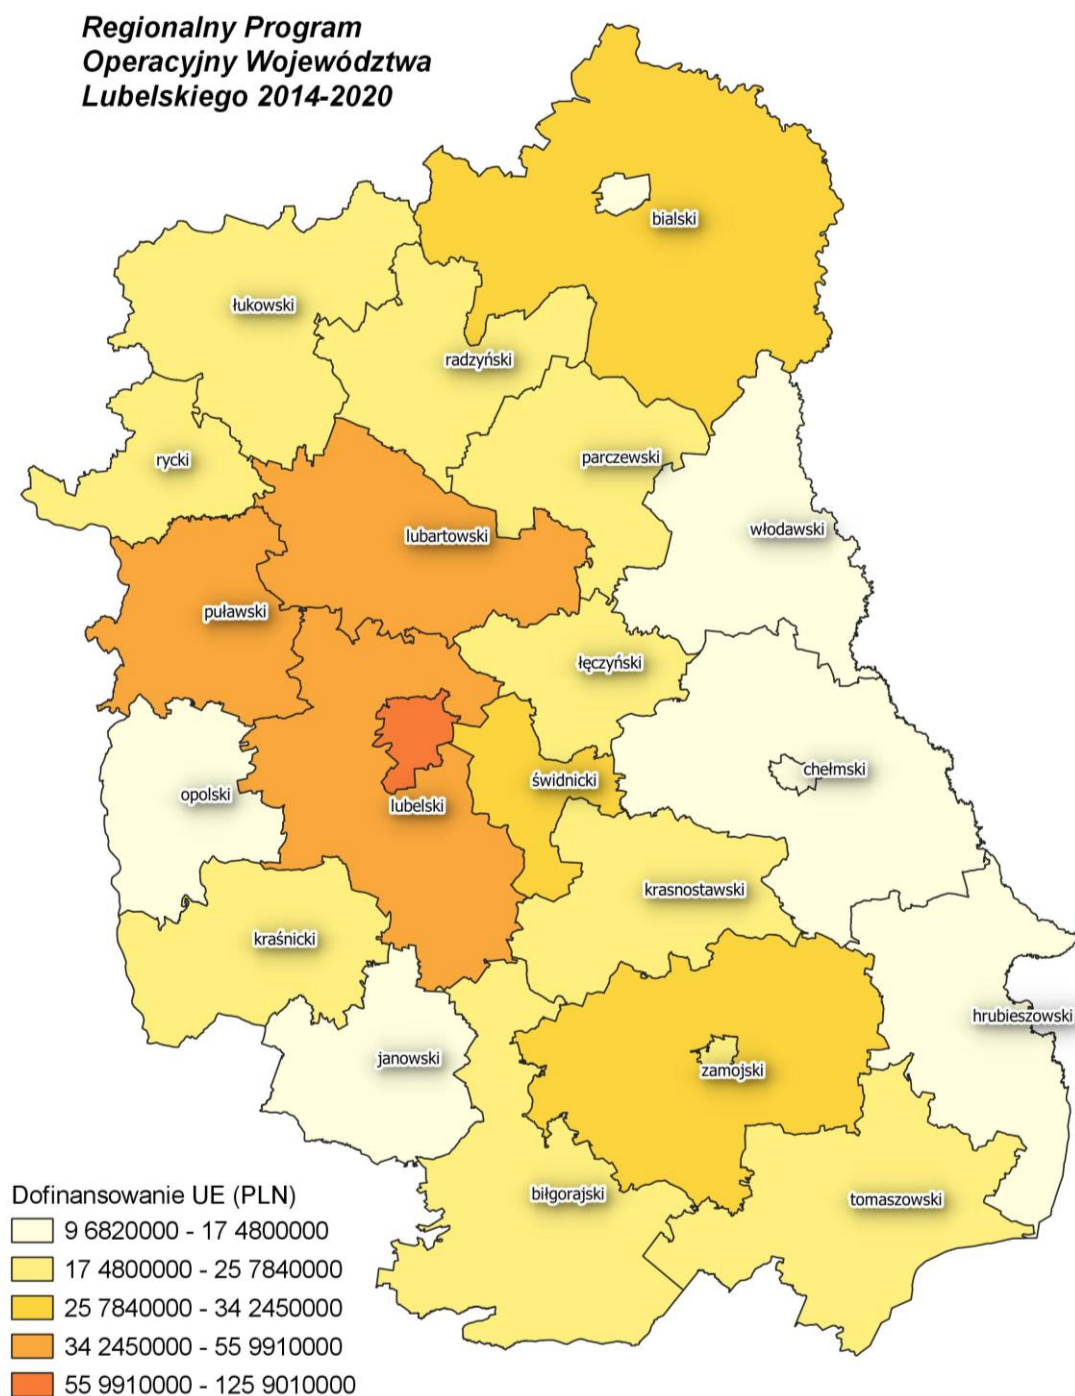 Regionalny Program
Operacyjny Województwa
Lubelskiego 2014-2020
bialski
łukowski
radzyński
parczewski
rycki
lubartowski
włodawski
puławski
łęczyński
chełmski
świdnicki
opolski
lubelski
krasnostawski
kraśnicki
hrubieszowski
janowski
zamojski
biłgorajski
tomaszowski
Dofinansowanie UE (PLN)
9 6820000 - 17 4800000
17 4800000 - 25 7840000
25 7840000 - 34 2450000
34 2450000 - 55 9910000
55 9910000 - 125 9010000